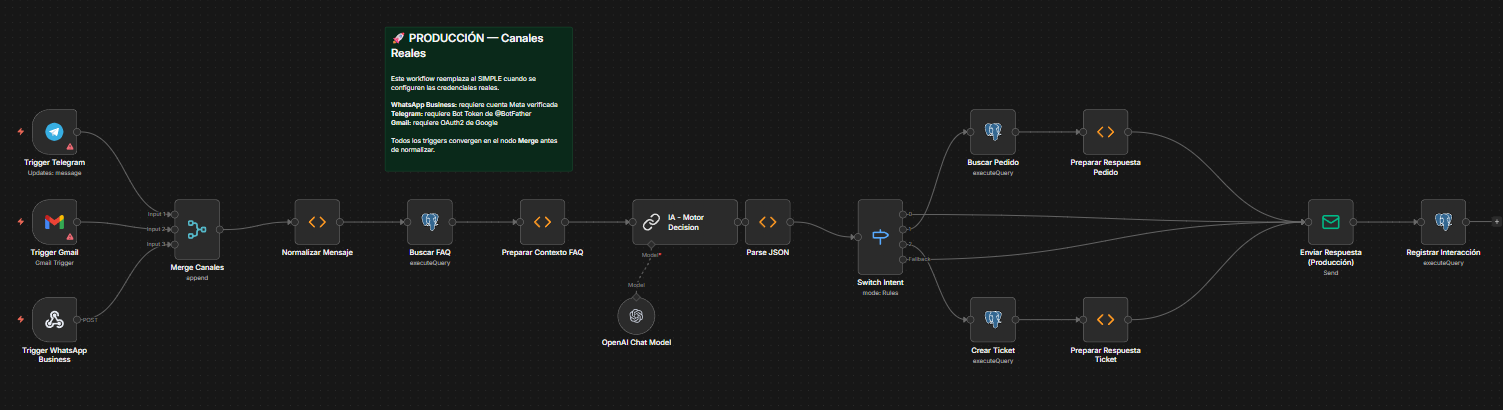 🚀 PRODUCCIÓN — Canales
Reales
Este workflow reemplaza al SIMPLE cuando se
configuren las credenciales reales.
WhatsApp Business: requiere cuenta Meta verificada
Telegram: requiere Bot Token de @BotFather
Gmail: requiere OAuth2 de Google
Todos los triggers convergen en el nodo Merge antes
de normalizar.
Trigger Telegram
Updates: message
Trigger Gmail
Gmail Trigger
POST
Trigger WhatsApp
Business
Input 1
Input 2
Input 3
Merge Canales
append
Normalizar Mensaje
Buscar FAQ
executeQuery
Preparar Contexto FAQ
IA - Motor
Decision
Model*
Model
OpenAI Chat Model
Parse JSON
0
1
2
Fallback
Switch Intent
mode: Rules
Buscar Pedido
executeQuery
Preparar Respuesta
Pedido
Crear Ticket
executeQuery
Preparar Respuesta
Ticket
Enviar Respuesta
(Producción)
Send
Registrar Interacción
executeQuery